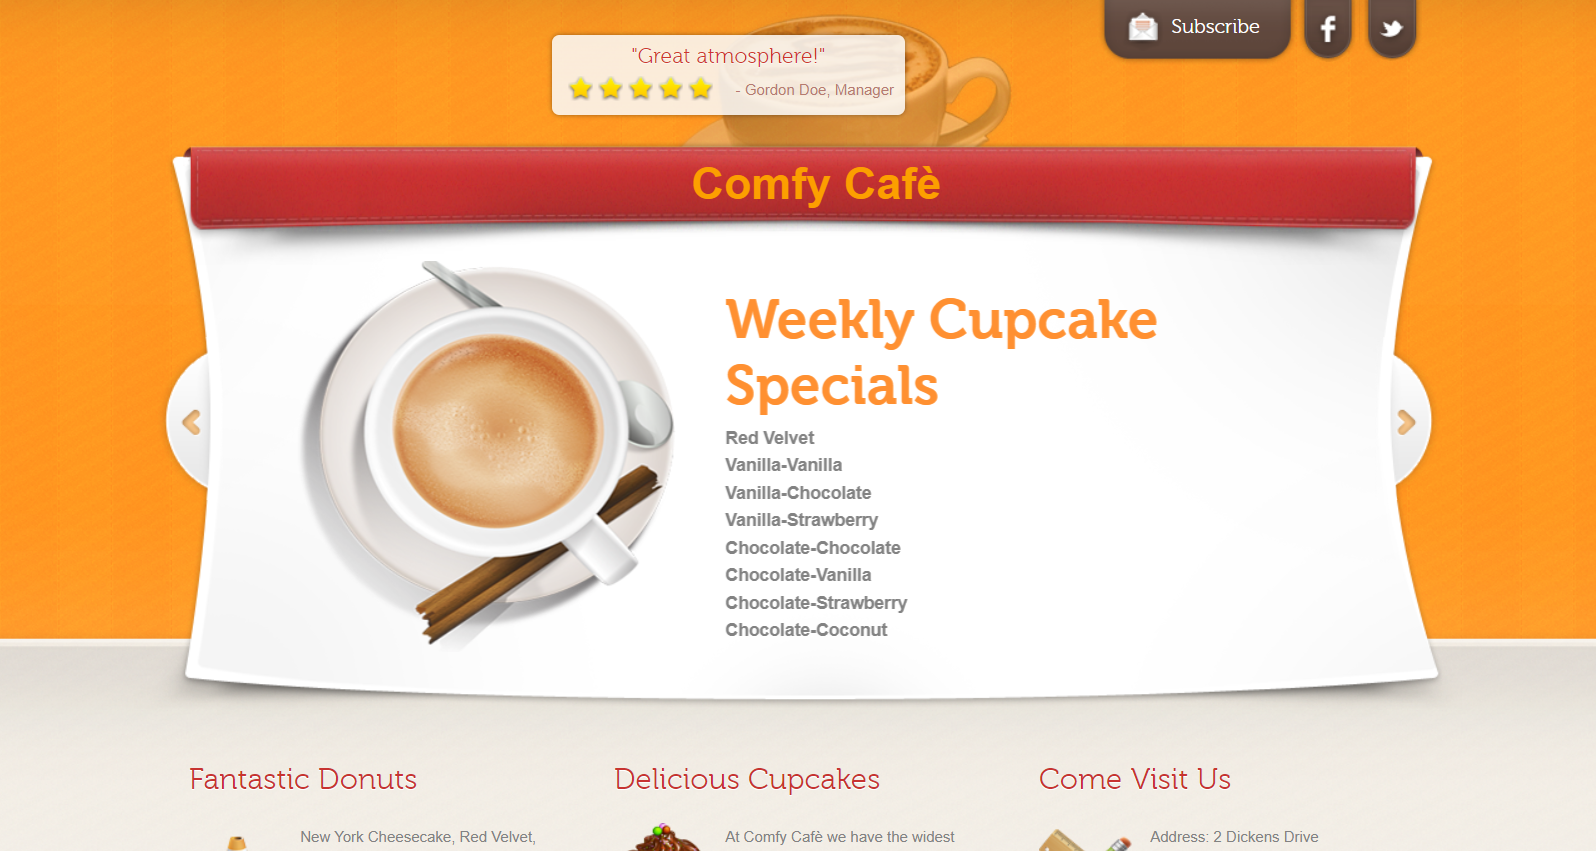 Subscribe
"Great atmosphere!"
- Gordon Doe, Manager
Comfy Cafè
Weekly Cupcake
Specials
Red Velvet
Vanilla-Vanilla
Vanilla-Chocolate
Vanilla-Strawberry
Chocolate-Chocolate
Chocolate-Vanilla
Chocolate-Strawberry
Chocolate-Coconut
Fantastic Donuts
New York Cheesecake, Red Velvet,
Delicious Cupcakes
At Comfy Cafè we have the widest
Come Visit Us
Address: 2 Dickens Drive